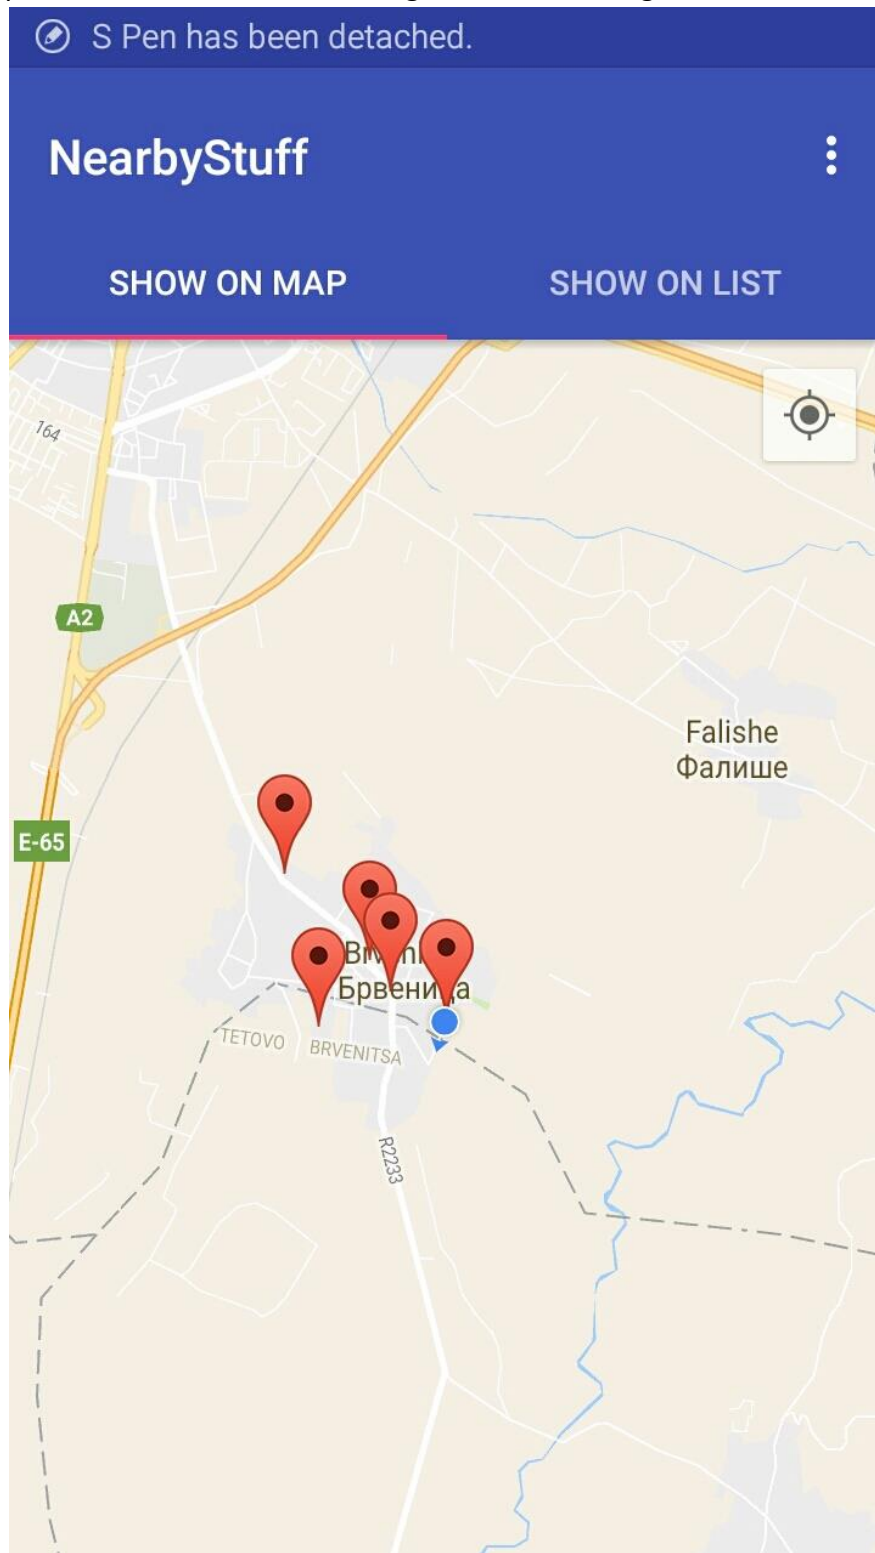 S Pen has been detached.
NearbyStuff
SHOW ON MAP
SHOW ON LIST
164
A2
Falishe
Фалише
E-65
Брвеница
TETOVO
BRVENITSA
R2233